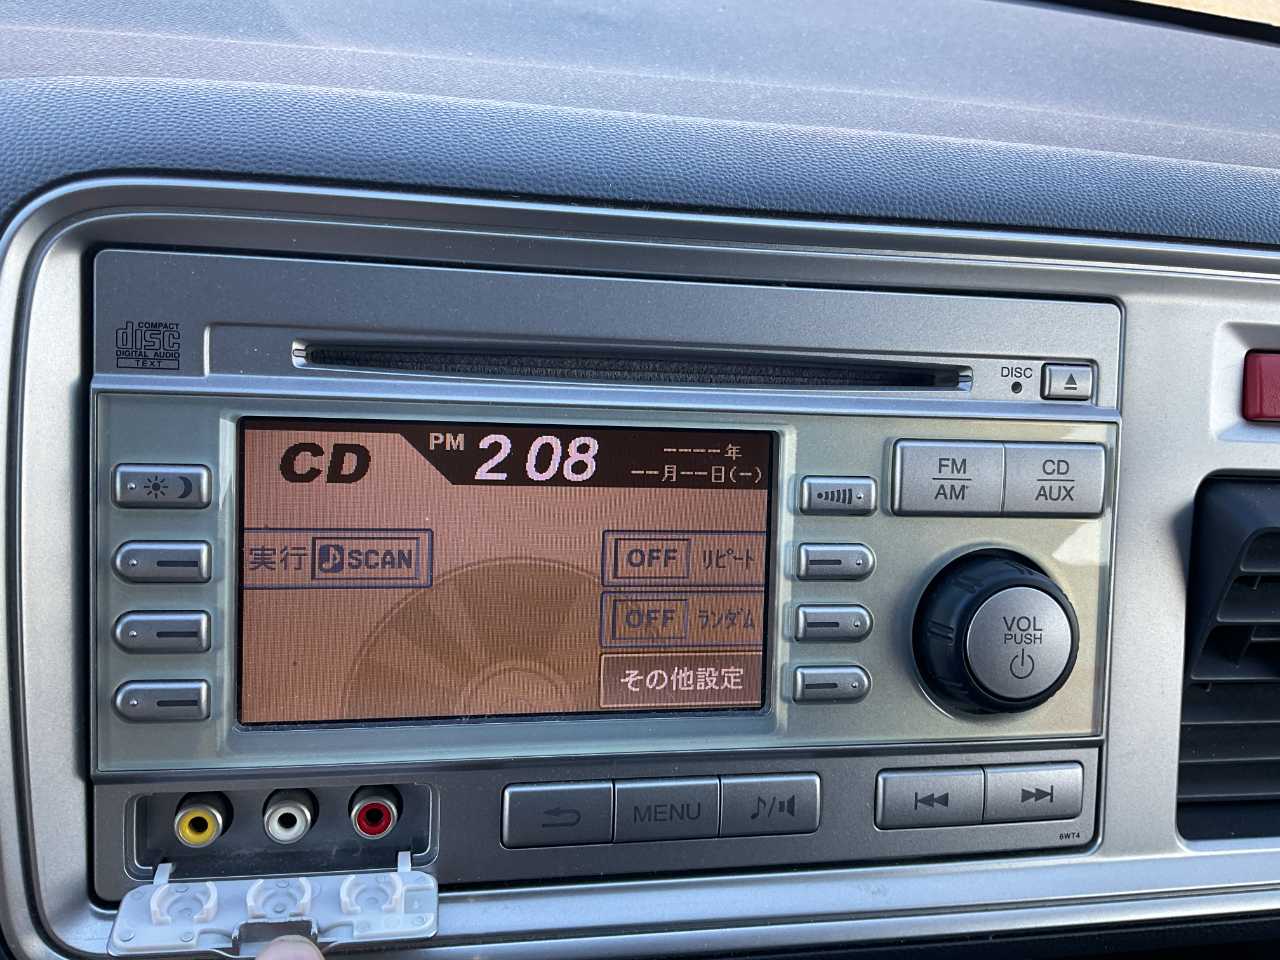 COMPACT
disc
DIGITAL AUDIO
TEXT
DISC
CD
PM 2 08
----年
--月--日(-)
FM
AM
CD
AUX
実行 SCAN
OFF リピート
OFF ランダム
その他設定
VOL
PUSH
MENU
6WT4